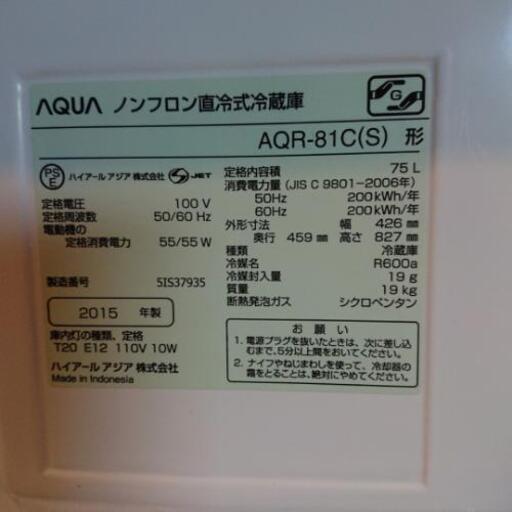 AQUA ノンフロン直冷式冷蔵庫
G
AQR-81C(S) 形
PSE ハイアール アジア 株式会社 JET
定格電圧 100 V
定格周波数 50/60 Hz
電動機の
定格消費電力 55/55 W
製造番号 5IS37935
2015 年製
庫内灯の種類、定格
T20 E12 110V 10W
ハイアール アジア 株式会社
Made in Indonesia
定格内容積 75 L
消費電力量 (JIS C 9801-2006年)
50Hz 200 kWh/年
60Hz 200 kWh/年
外形寸法 幅 426 ㎜
奥行 459 ㎜ 高さ 827 ㎜
種類 冷蔵庫
冷媒名 R600a
冷媒封入量 19 g
質量 19 kg
断熱発泡ガス シクロペンタン
お願い
1. 電源プラグを抜いたときは、次に差し込
むまで、5分以上間をおいてください。
2. ナイフやねじまわしを使って、冷却器の
霜をとることは、絶対にやめてください。